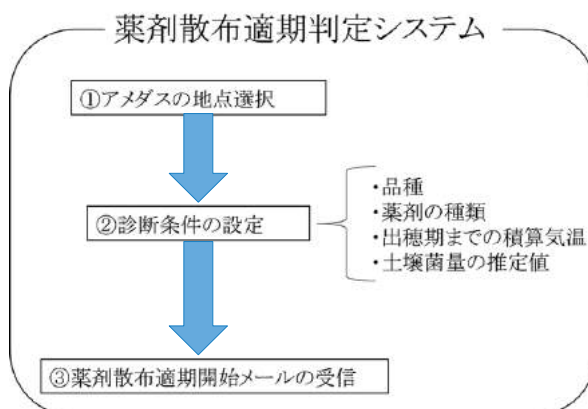 薬剤散布適期判定システム
①アメダスの地点選択
②診断条件の設定
・品種
・薬剤の種類
・出穂期までの積算気温
・土壌菌量の推定値
③薬剤散布適期開始メールの受信